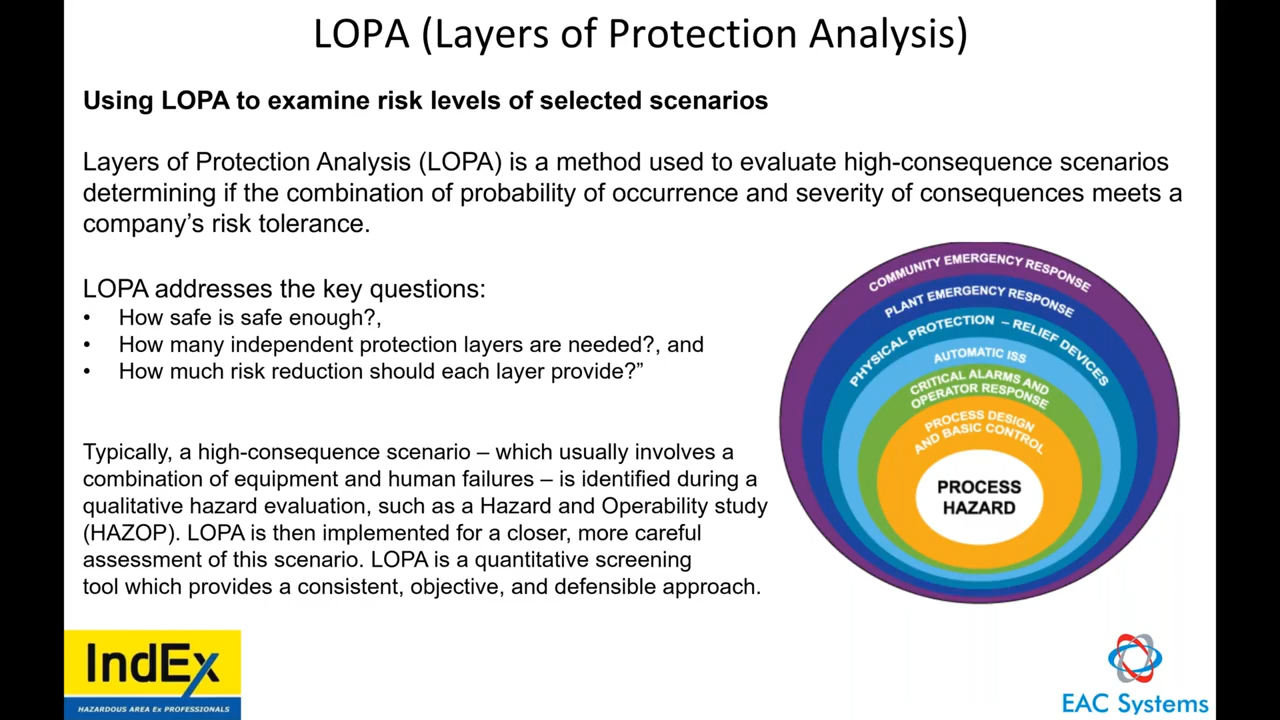 LOPA (Layers of Protection Analysis)
Using LOPA to examine risk levels of selected scenarios
Layers of Protection Analysis (LOPA) is a method used to evaluate high-consequence scenarios
determining if the combination of probability of occurrence and severity of consequences meets a
company's risk tolerance.
LOPA addresses the key questions:
• How safe is safe enough?,
• How many independent protection layers are needed?, and
• How much risk reduction should each layer provide?"
Typically, a high-consequence scenario – which usually involves a
combination of equipment and human failures – is identified during a
qualitative hazard evaluation, such as a Hazard and Operability study
(HAZOP). LOPA is then implemented for a closer, more careful
assessment of this scenario. LOPA is a quantitative screening
tool which provides a consistent, objective, and defensible approach.
COMMUNITY EMERGENCY RESPONSE
PLANT EMERGENCY RESPONSE
PHYSICAL PROTECTION – RELIEF DEVICES
AUTOMATIC ISS
CRITICAL ALARMS AND
OPERATOR RESPONSE
PROCESS DESIGN
AND BASIC CONTROL
PROCESS
HAZARD
IndEx
HAZARDOUS AREA Ex PROFESSIONALS
EAC Systems